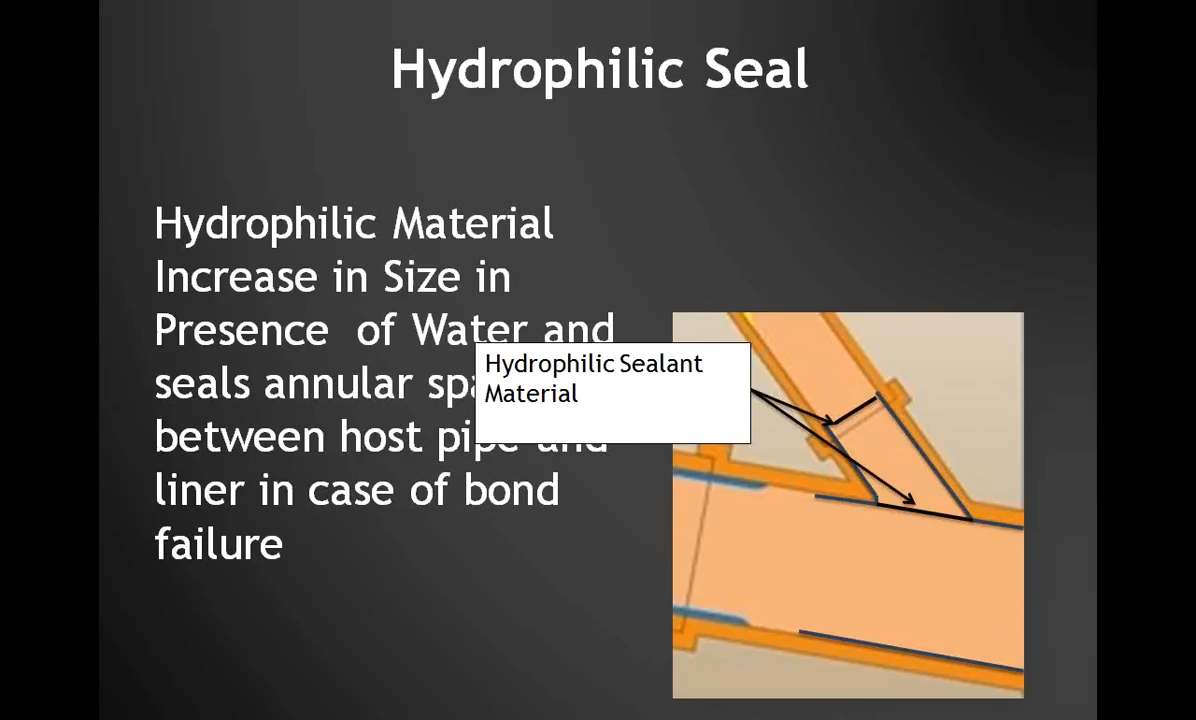 Hydrophilic Seal
Hydrophilic Material
Increase in Size in
Presence of Water and
seals annular
between host pipe and
liner in case of bond
failure
Hydrophilic Sealant
Material